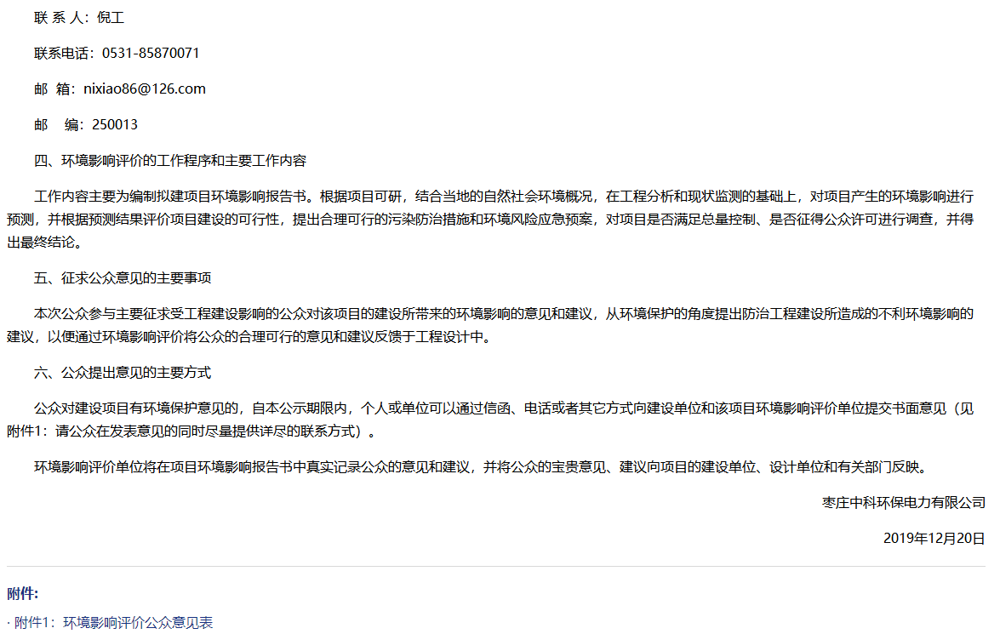 联 系 人：倪工
联系电话：0531-85870071
邮  箱：nixiao86@126.com
邮    编：250013
四、环境影响评价的工作程序和主要工作内容
工作内容主要为编制拟建项目环境影响报告书。根据项目可研，结合当地的自然社会环境概况，在工程分析和现状监测的基础上，对项目产生的环境影响进行
预测，并根据预测结果评价项目建设的可行性，提出合理可行的污染防治措施和环境风险应急预案，对项目是否满足总量控制、是否征得公众许可进行调查，并得
出最终结论。
五、征求公众意见的主要事项
本次公众参与主要征求受工程建设影响的公众对该项目的建设所带来的环境影响的意见和建议，从环境保护的角度提出防治工程建设所造成的不利环境影响的
建议，以便通过环境影响评价将公众的合理可行的意见和建议反馈于工程设计中。
六、公众提出意见的主要方式
公众对建设项目有环境保护意见的，自本公示期限内，个人或单位可以通过信函、电话或者其它方式向建设单位和该项目环境影响评价单位提交书面意见（见
附件1：请公众在发表意见的同时尽量提供详尽的联系方式）。
环境影响评价单位将在项目环境影响报告书中真实记录公众的意见和建议，并将公众的宝贵意见、建议向项目的建设单位、设计单位和有关部门反映。
枣庄中科环保电力有限公司
2019年12月20日
附件:
· 附件1：环境影响评价公众意见表